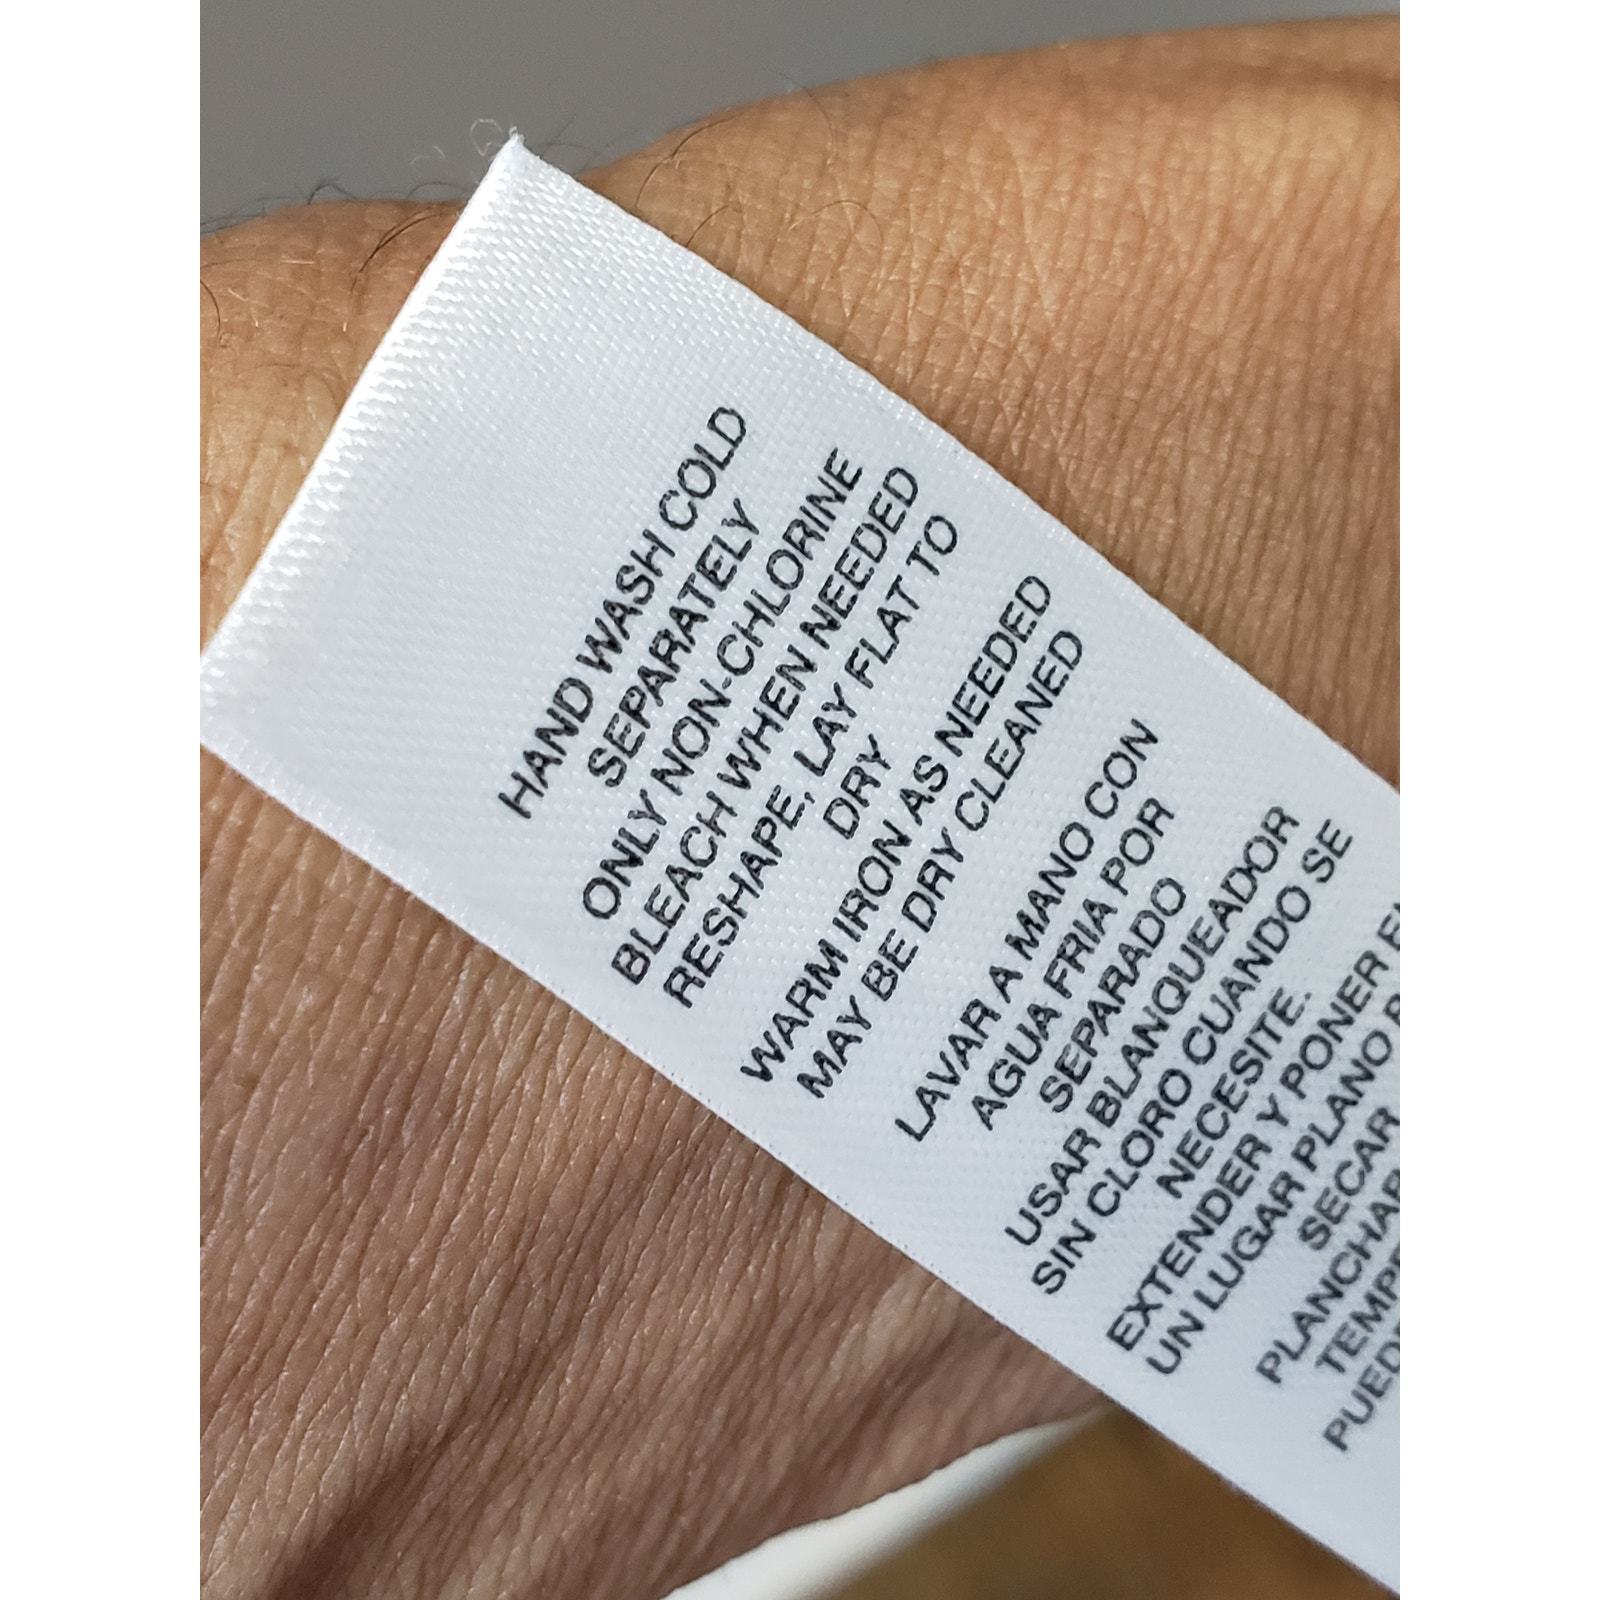 HAND WASH COLD
SEPARATELY
ONLY NON-CHLORINE
BLEACH WHEN NEEDED
RESHAPE, LAY FLAT TO
DRY
WARM IRON AS NEEDED
MAY BE DRY CLEANED
LAVAR A MANO CON
AGUA FRIA POR
SEPARADO
USAR BLANQUEADOR
SIN CLORO CUANDO SE
NECESITE.
EXTENDER Y PONER
UN LUGAR PLANO
SECAR